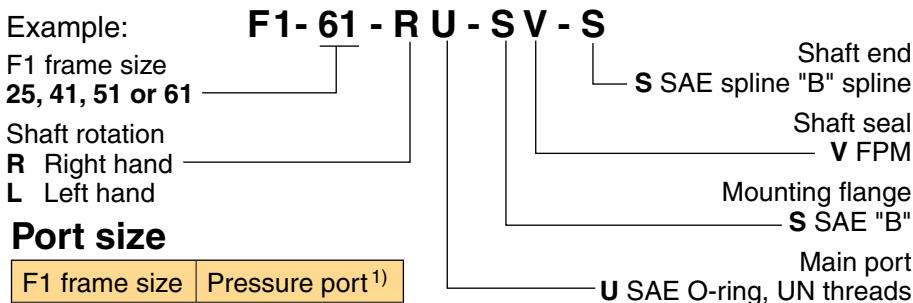 Example: F1- 61 - R U - S V - S
F1 frame size
25, 41, 51 or 61
Shaft rotation
R Right hand
L Left hand
Shaft end
S SAE spline "B" spline
Shaft seal
V FPM
Mounting flange
S SAE "B"
Main port
U SAE O-ring, UN threads
Port size
F1 frame size Pressure port 1)